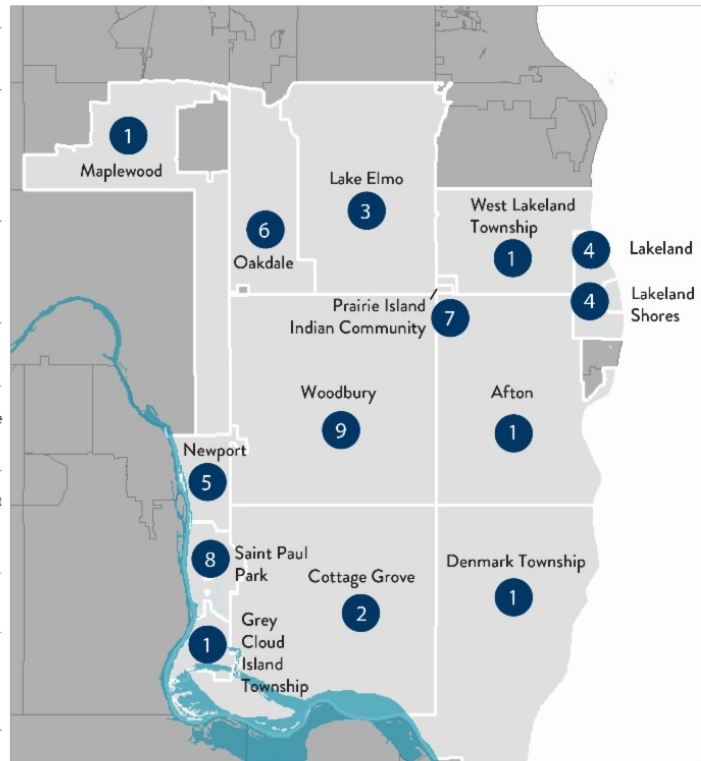 1
Maplewood
6
Oakdale
Lake Elmo
3
West Lakeland
Township
1
4
Lakeland
4
Lakeland
Shores
Prairie Island
Indian Community
7
Woodbury
9
Afton
1
Newport
5
8
Saint Paul
Park
Cottage Grove
2
Denmark Township
1
1
Grey
Cloud
Island
Township